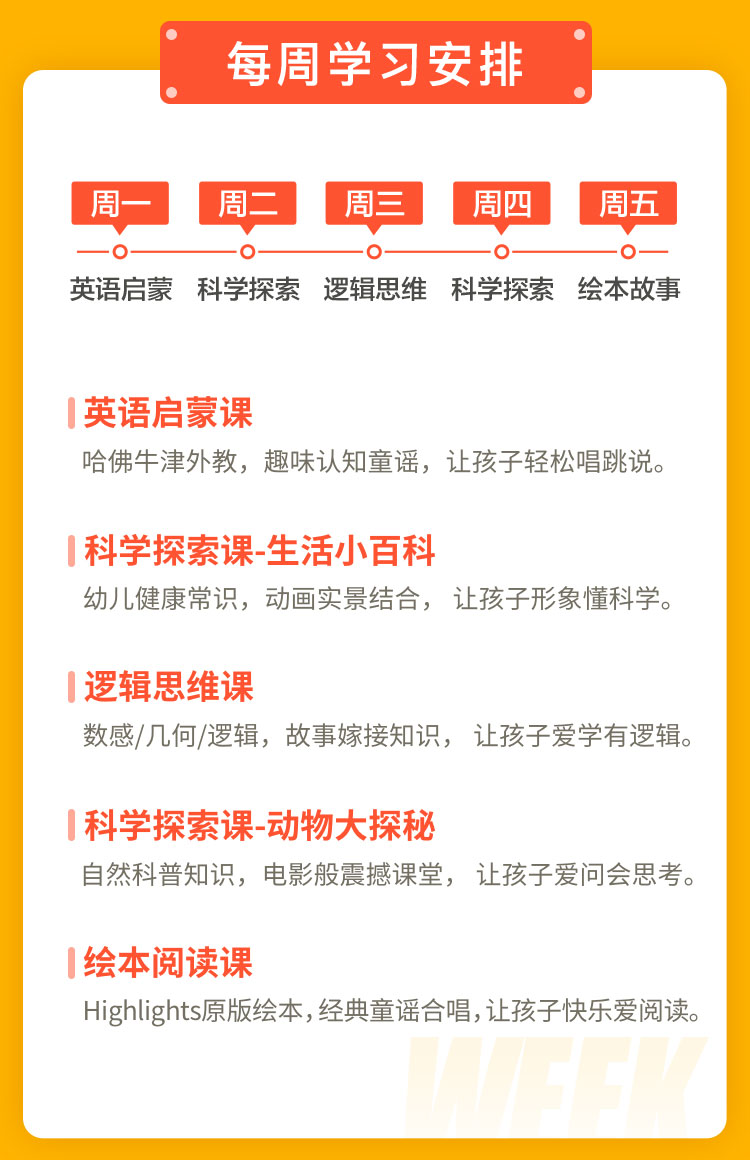 每周学习安排
周一 周二 周三 周四 周五
英语启蒙 科学探索 逻辑思维 科学探索 绘本故事
英语启蒙课
哈佛牛津外教，趣味认知童谣，让孩子轻松唱跳说。
科学探索课-生活小百科
幼儿健康常识，动画实景结合， 让孩子形象懂科学。
逻辑思维课
数感/几何/逻辑，故事嫁接知识， 让孩子爱学有逻辑。
科学探索课-动物大探秘
自然科普知识，电影般震撼课堂， 让孩子爱问会思考。
绘本阅读课
Highlights原版绘本，经典童谣合唱，让孩子快乐爱阅读。
WEEK